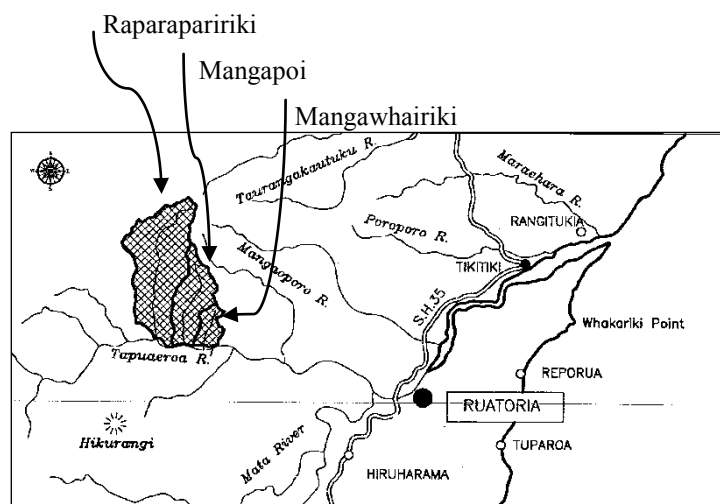 Raparapaririki
Mangapoi
Mangawhairiki
Taurangakautuku R.
Maraehara R.
RANGITUKIA
Poroporo R.
TIKITIKI
Mangaoporo R.
S.H.35
Whakariki Point
Tapuaeroa R.
REPORUA
RUATORIA
Hikurangi
Mata River
TUPAROA
HIRUHARAMA